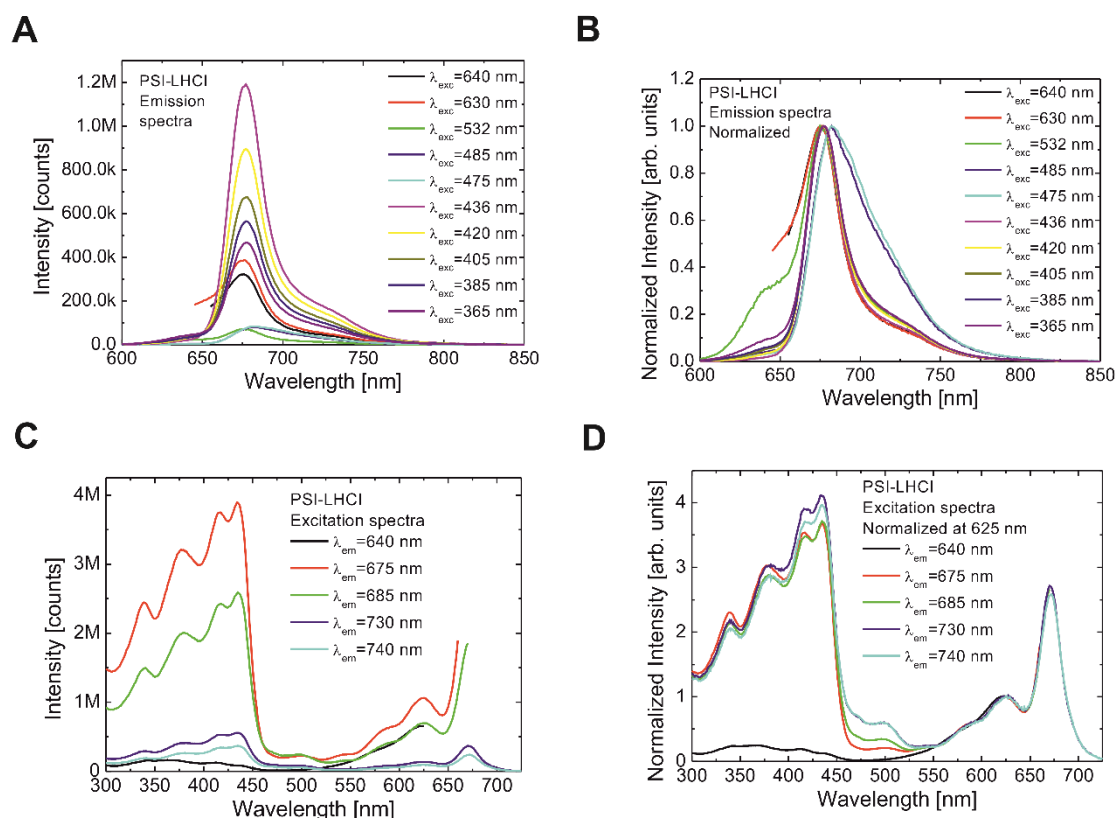 A
PSI-LHCI
Emission
spectra
λexc=640 nm
λexc=630 nm
λexc=532 nm
λexc=485 nm
λexc=475 nm
λexc=436 nm
λexc=420 nm
λexc=405 nm
λexc=385 nm
λexc=365 nm
Intensity [counts]
1.2M
1.0M
800.0k
600.0k
400.0k
200.0k
0.0
600 650 700 750 800 850
Wavelength [nm]
B
PSI-LHCI
Emission spectra
Normalized
λexc=640 nm
λexc=630 nm
λexc=532 nm
λexc=485 nm
λexc=475 nm
λexc=436 nm
λexc=420 nm
λexc=405 nm
λexc=385 nm
λexc=365 nm
Normalized Intensity [arb. units]
1.2
1.0
0.8
0.6
0.4
0.2
0.0
600 650 700 750 800 850
Wavelength [nm]
C
PSI-LHCI
Excitation spectra
λem=640 nm
λem=675 nm
λem=685 nm
λem=730 nm
λem=740 nm
Intensity [counts]
4M
3M
2M
1M
0
300 350 400 450 500 550 600 650 700
Wavelength [nm]
D
PSI-LHCI
Excitation spectra
Normalized at 625 nm
λem=640 nm
λem=675 nm
λem=685 nm
λem=730 nm
λem=740 nm
Normalized Intensity [arb. units]
4
3
2
1
0
300 350 400 450 500 550 600 650 700
Wavelength [nm]